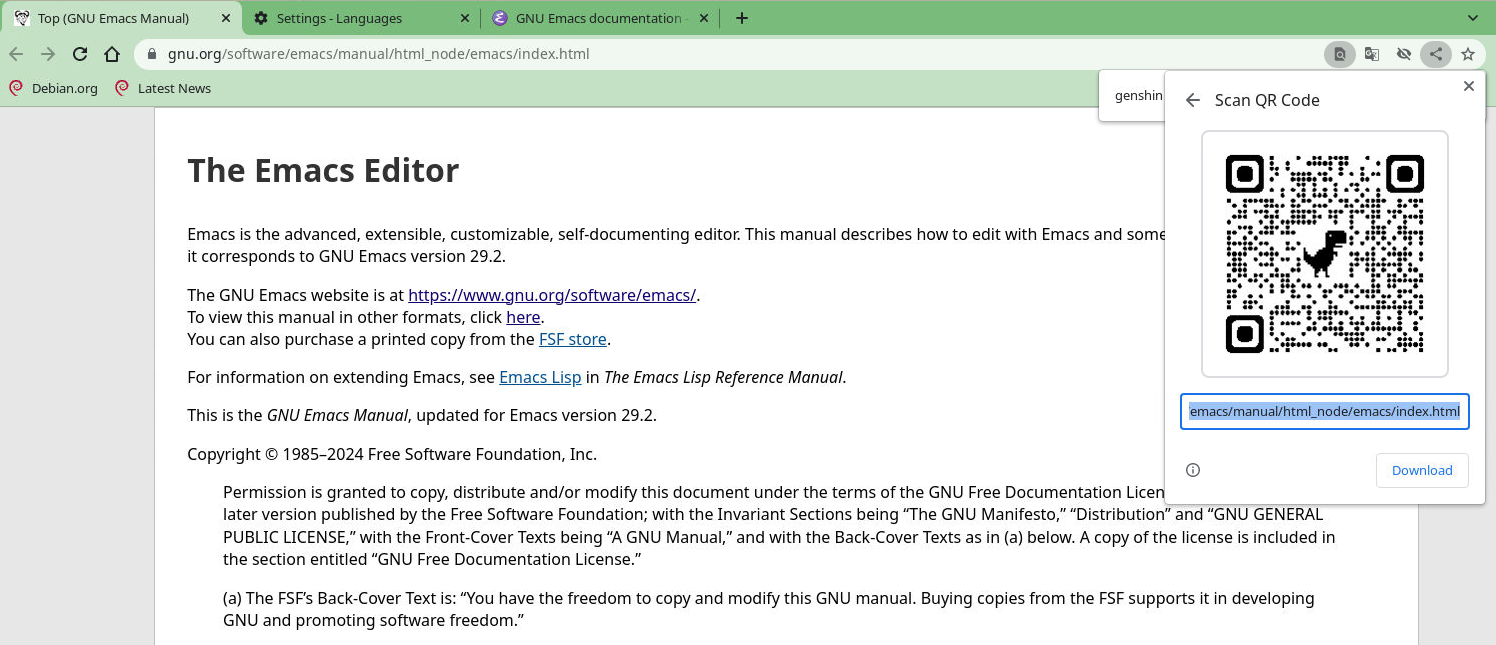 Top (GNU Emacs Manual)
Settings - Languages
GNU Emacs documentation -
gnu.org/software/emacs/manual/html_node/emacs/index.html
Debian.org
Latest News
genshin
Scan QR Code
emacs/manual/html_node/emacs/index.html
Download
The Emacs Editor
Emacs is the advanced, extensible, customizable, self-documenting editor. This manual describes how to edit with Emacs and some
it corresponds to GNU Emacs version 29.2.
The GNU Emacs website is at https://www.gnu.org/software/emacs/.
To view this manual in other formats, click here.
You can also purchase a printed copy from the FSF store.
For information on extending Emacs, see Emacs Lisp in The Emacs Lisp Reference Manual.
This is the GNU Emacs Manual, updated for Emacs version 29.2.
Copyright © 1985–2024 Free Software Foundation, Inc.
Permission is granted to copy, distribute and/or modify this document under the terms of the GNU Free Documentation Licen
later version published by the Free Software Foundation; with the Invariant Sections being “The GNU Manifesto,” “Distribution” and “GNU GENERAL
PUBLIC LICENSE,” with the Front-Cover Texts being “A GNU Manual,” and with the Back-Cover Texts as in (a) below. A copy of the license is included in
the section entitled “GNU Free Documentation License.”
(a) The FSF’s Back-Cover Text is: “You have the freedom to copy and modify this GNU manual. Buying copies from the FSF supports it in developing
GNU and promoting software freedom.”